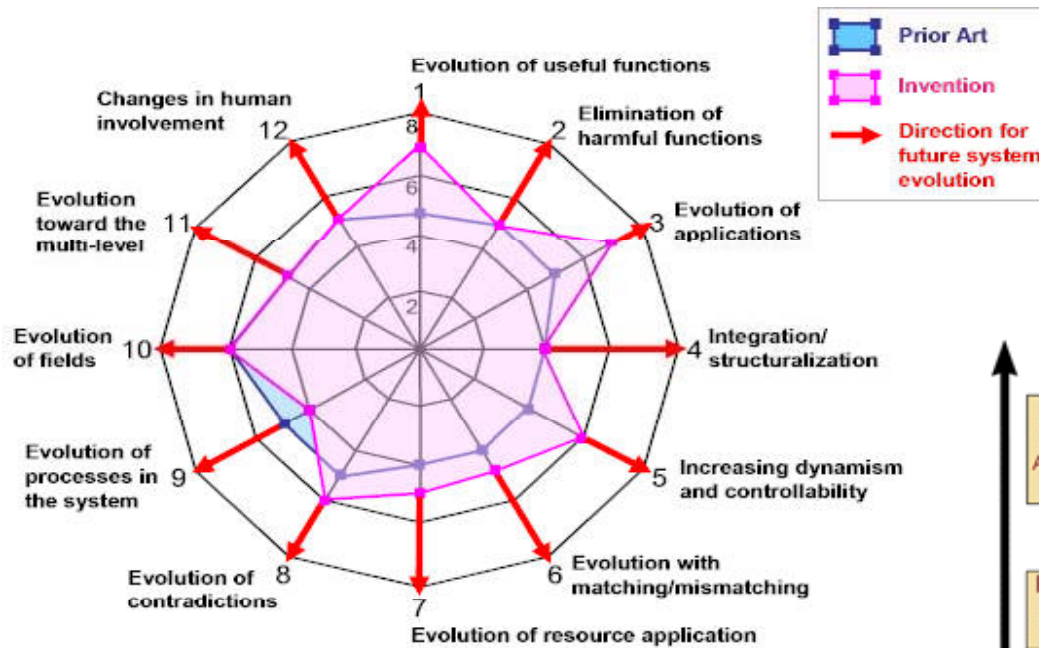 Prior Art
Invention
Direction for
future system
evolution
Evolution of useful functions
1
8
6
4
2
Changes in human
involvement
12
2
Elimination of
harmful functions
Evolution
toward the
multi-level
11
3
Evolution of
applications
Evolution
of fields
10
4
Integration/
structuralization
Evolution of
processes in
the system
9
5
Increasing dynamism
and controllability
Evolution of
contradictions
8
6
Evolution with
matching/mismatching
7
Evolution of resource application